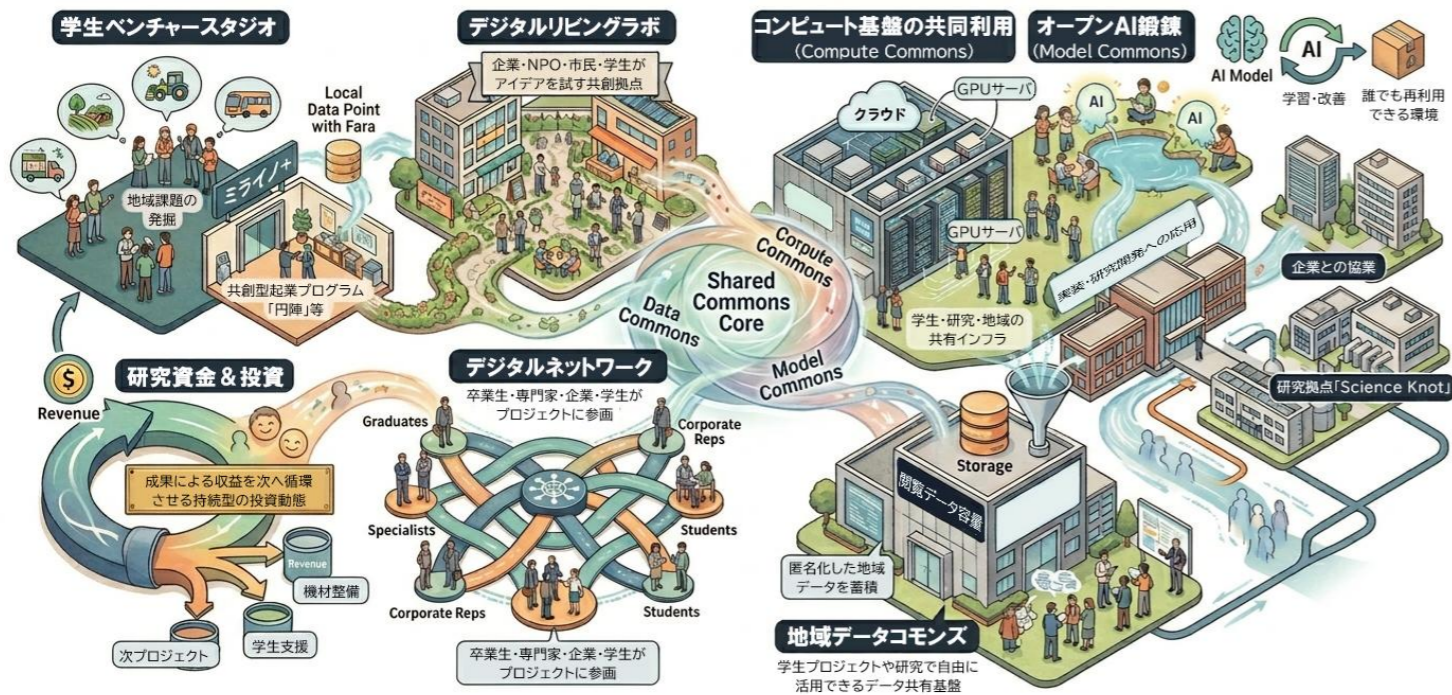 学生ベンチャースタジオ
地域課題の
発掘
ミライノ+
Local
Data Point
with Fara
共創型起業プログラム
「円陣」等
デジタルリビングラボ
企業・NPO・市民・学生が
アイデアを試す共創拠点
コンピュート基盤の共同利用
(Compute Commons)
クラウド
GPUサーバ
GPUサーバ
学生・研究・地域の
共有インフラ
オープンAI鍛錬
(Model Commons)
AI
AI
AI Model
AI
学習・改善
誰でも再利用
できる環境
実装・研究開発への応用
企業との協業
研究拠点「Science Knot」
Shared
Commons
Core
Corpute
Commons
Data
Commons
Model
Commons
$
Revenue
研究資金&投資
成果による収益を次へ循環
させる持続型の投資動態
Revenue
機材整備
学生支援
次プロジェクト
デジタルネットワーク
卒業生・専門家・企業・学生が
プロジェクトに参画
Graduates
Corporate
Reps
Specialists
Students
Corporate Reps
Students
卒業生・専門家・企業・学生が
プロジェクトに参画
Storage
閲覧データ容量
匿名化した地域
データを蓄積
地域データコモンズ
学生プロジェクトや研究で自由に
活用できるデータ共有基盤